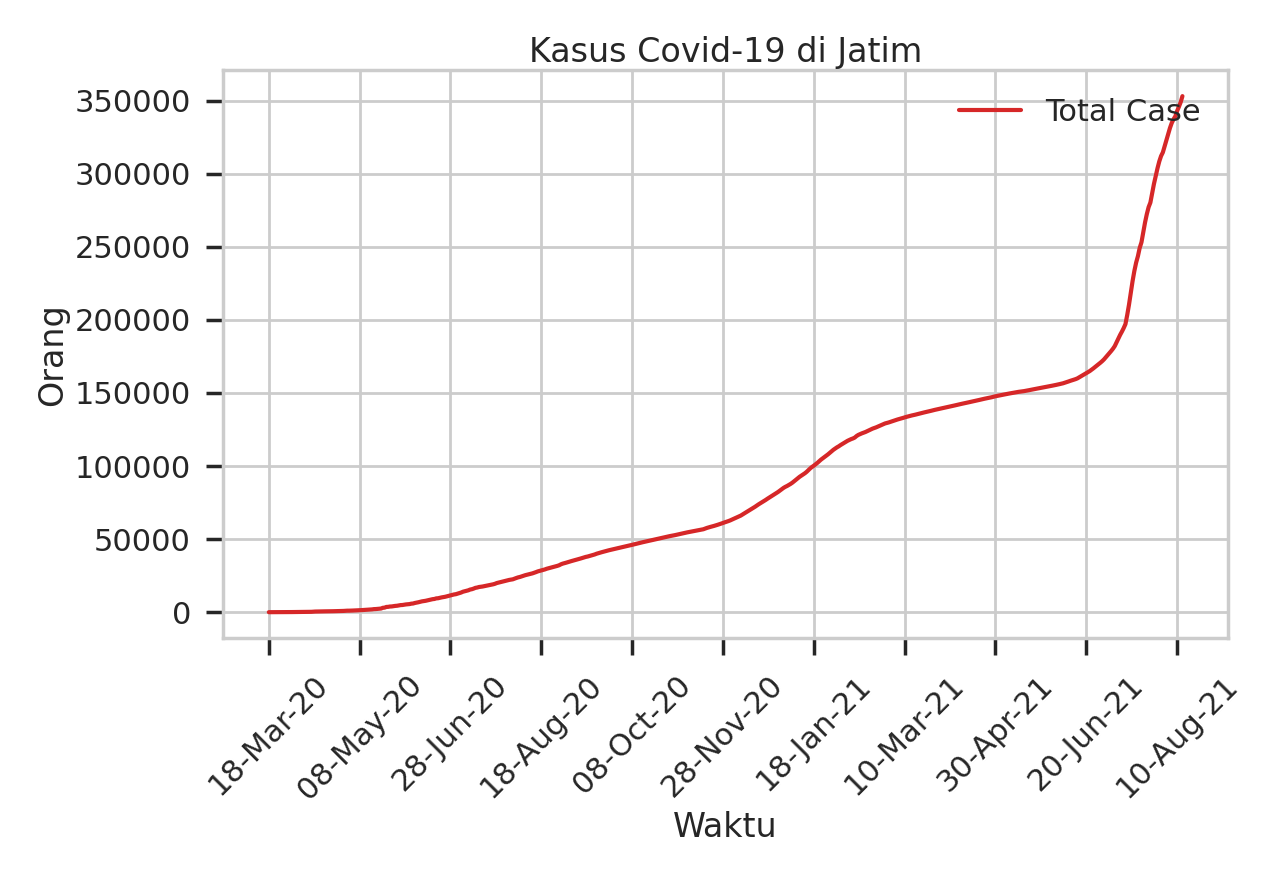 Kasus Covid-19 di Jatim
Total Case
350000
300000
250000
200000
150000
100000
50000
0
Orang
18-Mar-20
08-May-20
28-Jun-20
18-Aug-20
08-Oct-20
28-Nov-20
18-Jan-21
10-Mar-21
30-Apr-21
20-Jun-21
10-Aug-21
Waktu